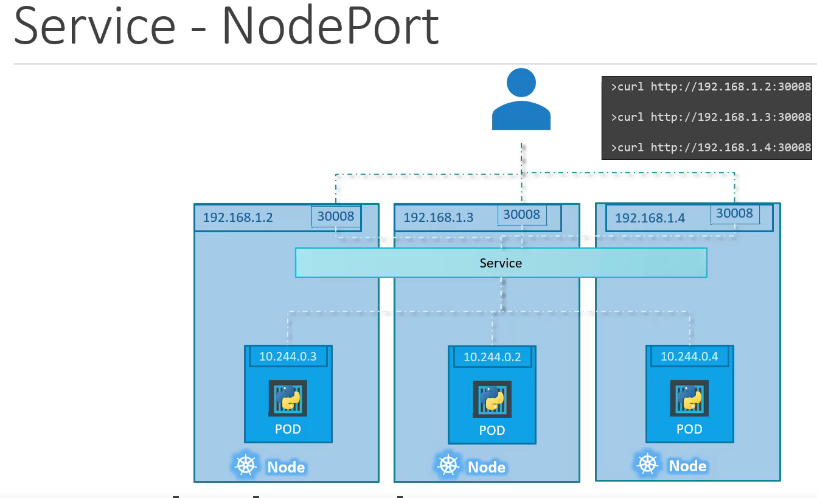 Service - NodePort
>curl http://192.168.1.2:30008
>curl http://192.168.1.3:30008
>curl http://192.168.1.4:30008
192.168.1.2 30008 192.168.1.3 30008 192.168.1.4 30008
Service
10.244.0.3 10.244.0.2 10.244.0.4
POD POD POD
Node Node Node